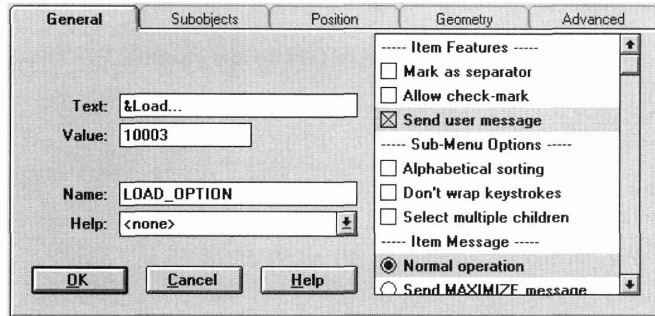 General Subobjects Position Geometry Advanced
Text: &Load...
Value: 10003
Name: LOAD_OPTION
Help: <none>
OK Cancel Help
----- Item Features -----
Mark as separator
Allow check-mark
Send user message
----- Sub-Menu Options -----
Alphabetical sorting
Don't wrap keystrokes
Select multiple children
----- Item Message -----
Normal operation
Send MAXIMIZE message